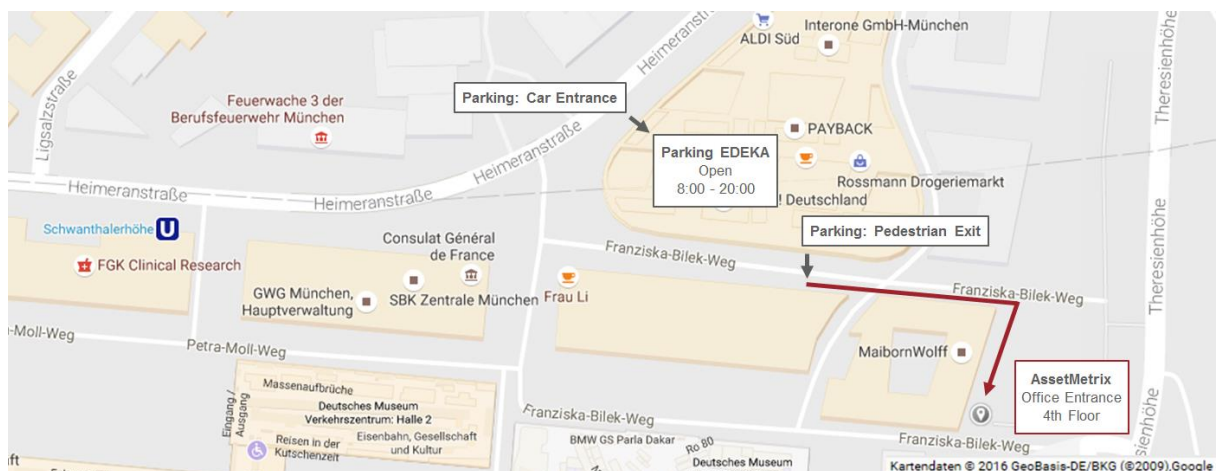 Interone GmbH-München
ALDI Süd
Heimeranstraße
Theresienhöhe
Ligsalzstraße
Parking: Car Entrance
Feuerwache 3 der
Berufsfeuerwehr München
PAYBACK
Parking EDEKA
Open
8:00 - 20:00
Rossmann Drogeriemarkt
! Deutschland
Heimeranstraße
Heimeranstraße
Heimeranstraße
Schwanthalerhöhe
U
FGK Clinical Research
Consulat Général
de France
Parking: Pedestrian Exit
Franziska-Bilek-Weg
Franziska-Bilek-Weg
Theresienhöhe
GWG München,
Hauptverwaltung
SBK Zentrale München
Frau Li
-Moll-Weg
Petra-Moll-Weg
MaibornWolff
AssetMetrix
Office Entrance
4th Floor
Massenaufbrüche
Deutsches Museum
Verkehrszentrum: Halle 2
Eingang /
Ausgang
Reisen in der
Kutschenzeit
Eisenbahn, Gesellschaft
und Kultur
Franziska-Bilek-Weg
BMW GS Parla Dakar
Ro 80
Deutsches Museum
Franziska-Bilek-Weg
Theresienhöhe
ft
Kartendaten © 2016 GeoBasis-DE/BKG (©2009),Google